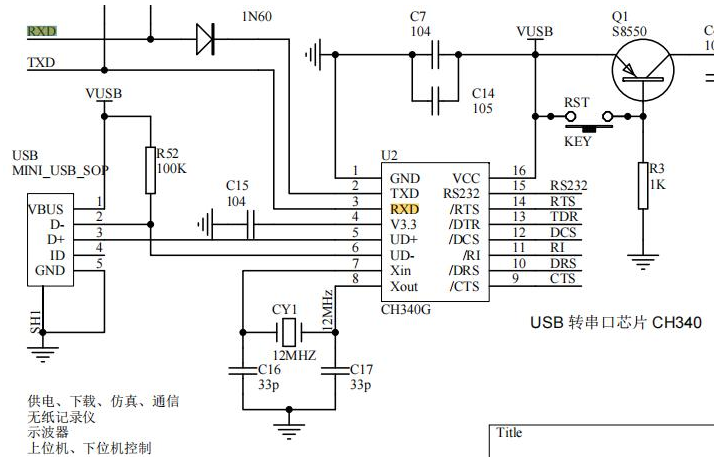 RXD
1N60
TXD
VUSB
USB
MINI_USB_SOP
R52
100K
VBUS 1
D- 2
D+ 3
ID 4
GND 5
SH1
C15
104
C7
104
C14
105
VUSB
Q1
S8550
RST
KEY
R3
1K
U2
1 GND VCC 16
2 TXD RS232 15 RS232
3 RXD /RTS 14 RTS
4 V3.3 /DTR 13 TDR
5 UD+ /DCS 12 DCS
6 UD- /RI 11 RI
7 Xin /DRS 10 DRS
8 Xout /CTS 9 CTS
CH340G
CY1
12MHZ
12MHz
C16
33p
C17
33p
USB 转串口芯片 CH340
供电、下载、仿真、通信
无纸记录仪
示波器
上位机、下位机控制
Title